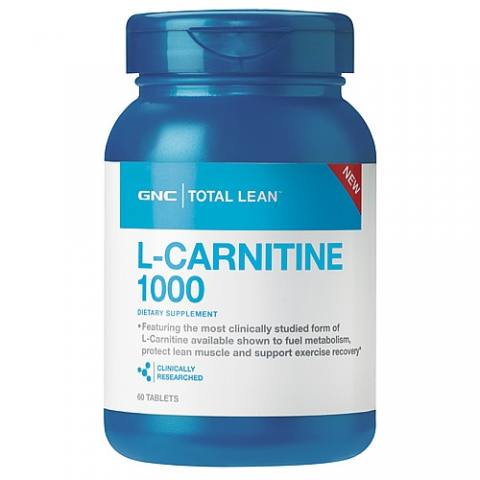 NEW
GNC | TOTAL LEAN™
L-CARNITINE
1000
DIETARY SUPPLEMENT
•Featuring the most clinically studied form of
L-Carnitine available shown to fuel metabolism,
protect lean muscle and support exercise recovery*
CLINICALLY
RESEARCHED
60 TABLETS